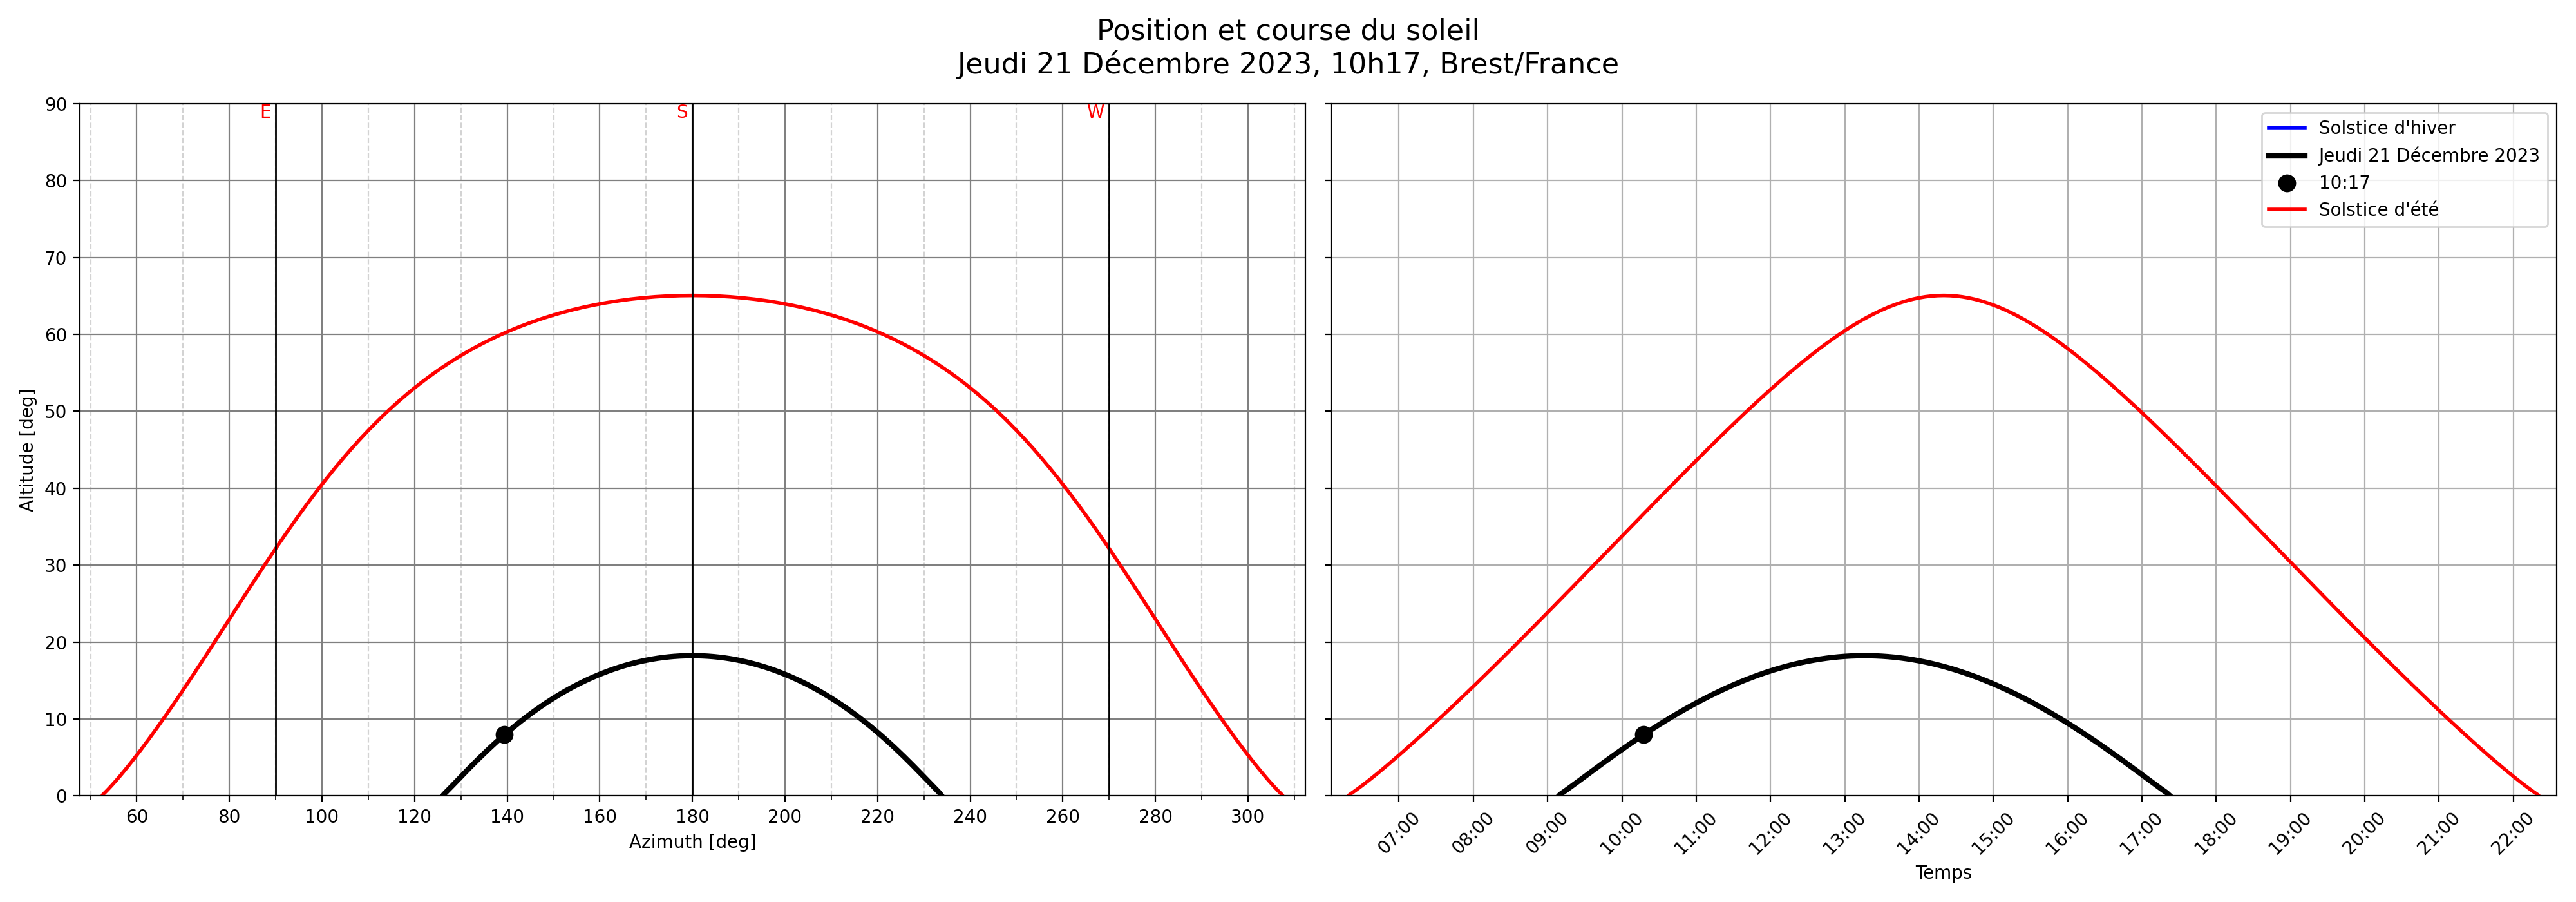 Position et course du soleil
Jeudi 21 Décembre 2023, 10h17, Brest/France
E
S
W
90
80
70
60
50
40
30
20
10
0
Altitude [deg]
60 80 100 120 140 160 180 200 220 240 260 280 300
Azimuth [deg]
Solstice d'hiver
Jeudi 21 Décembre 2023
10:17
Solstice d'été
07:00 08:00 09:00 10:00 11:00 12:00 13:00 14:00 15:00 16:00 17:00 18:00 19:00 20:00 21:00 22:00
Temps